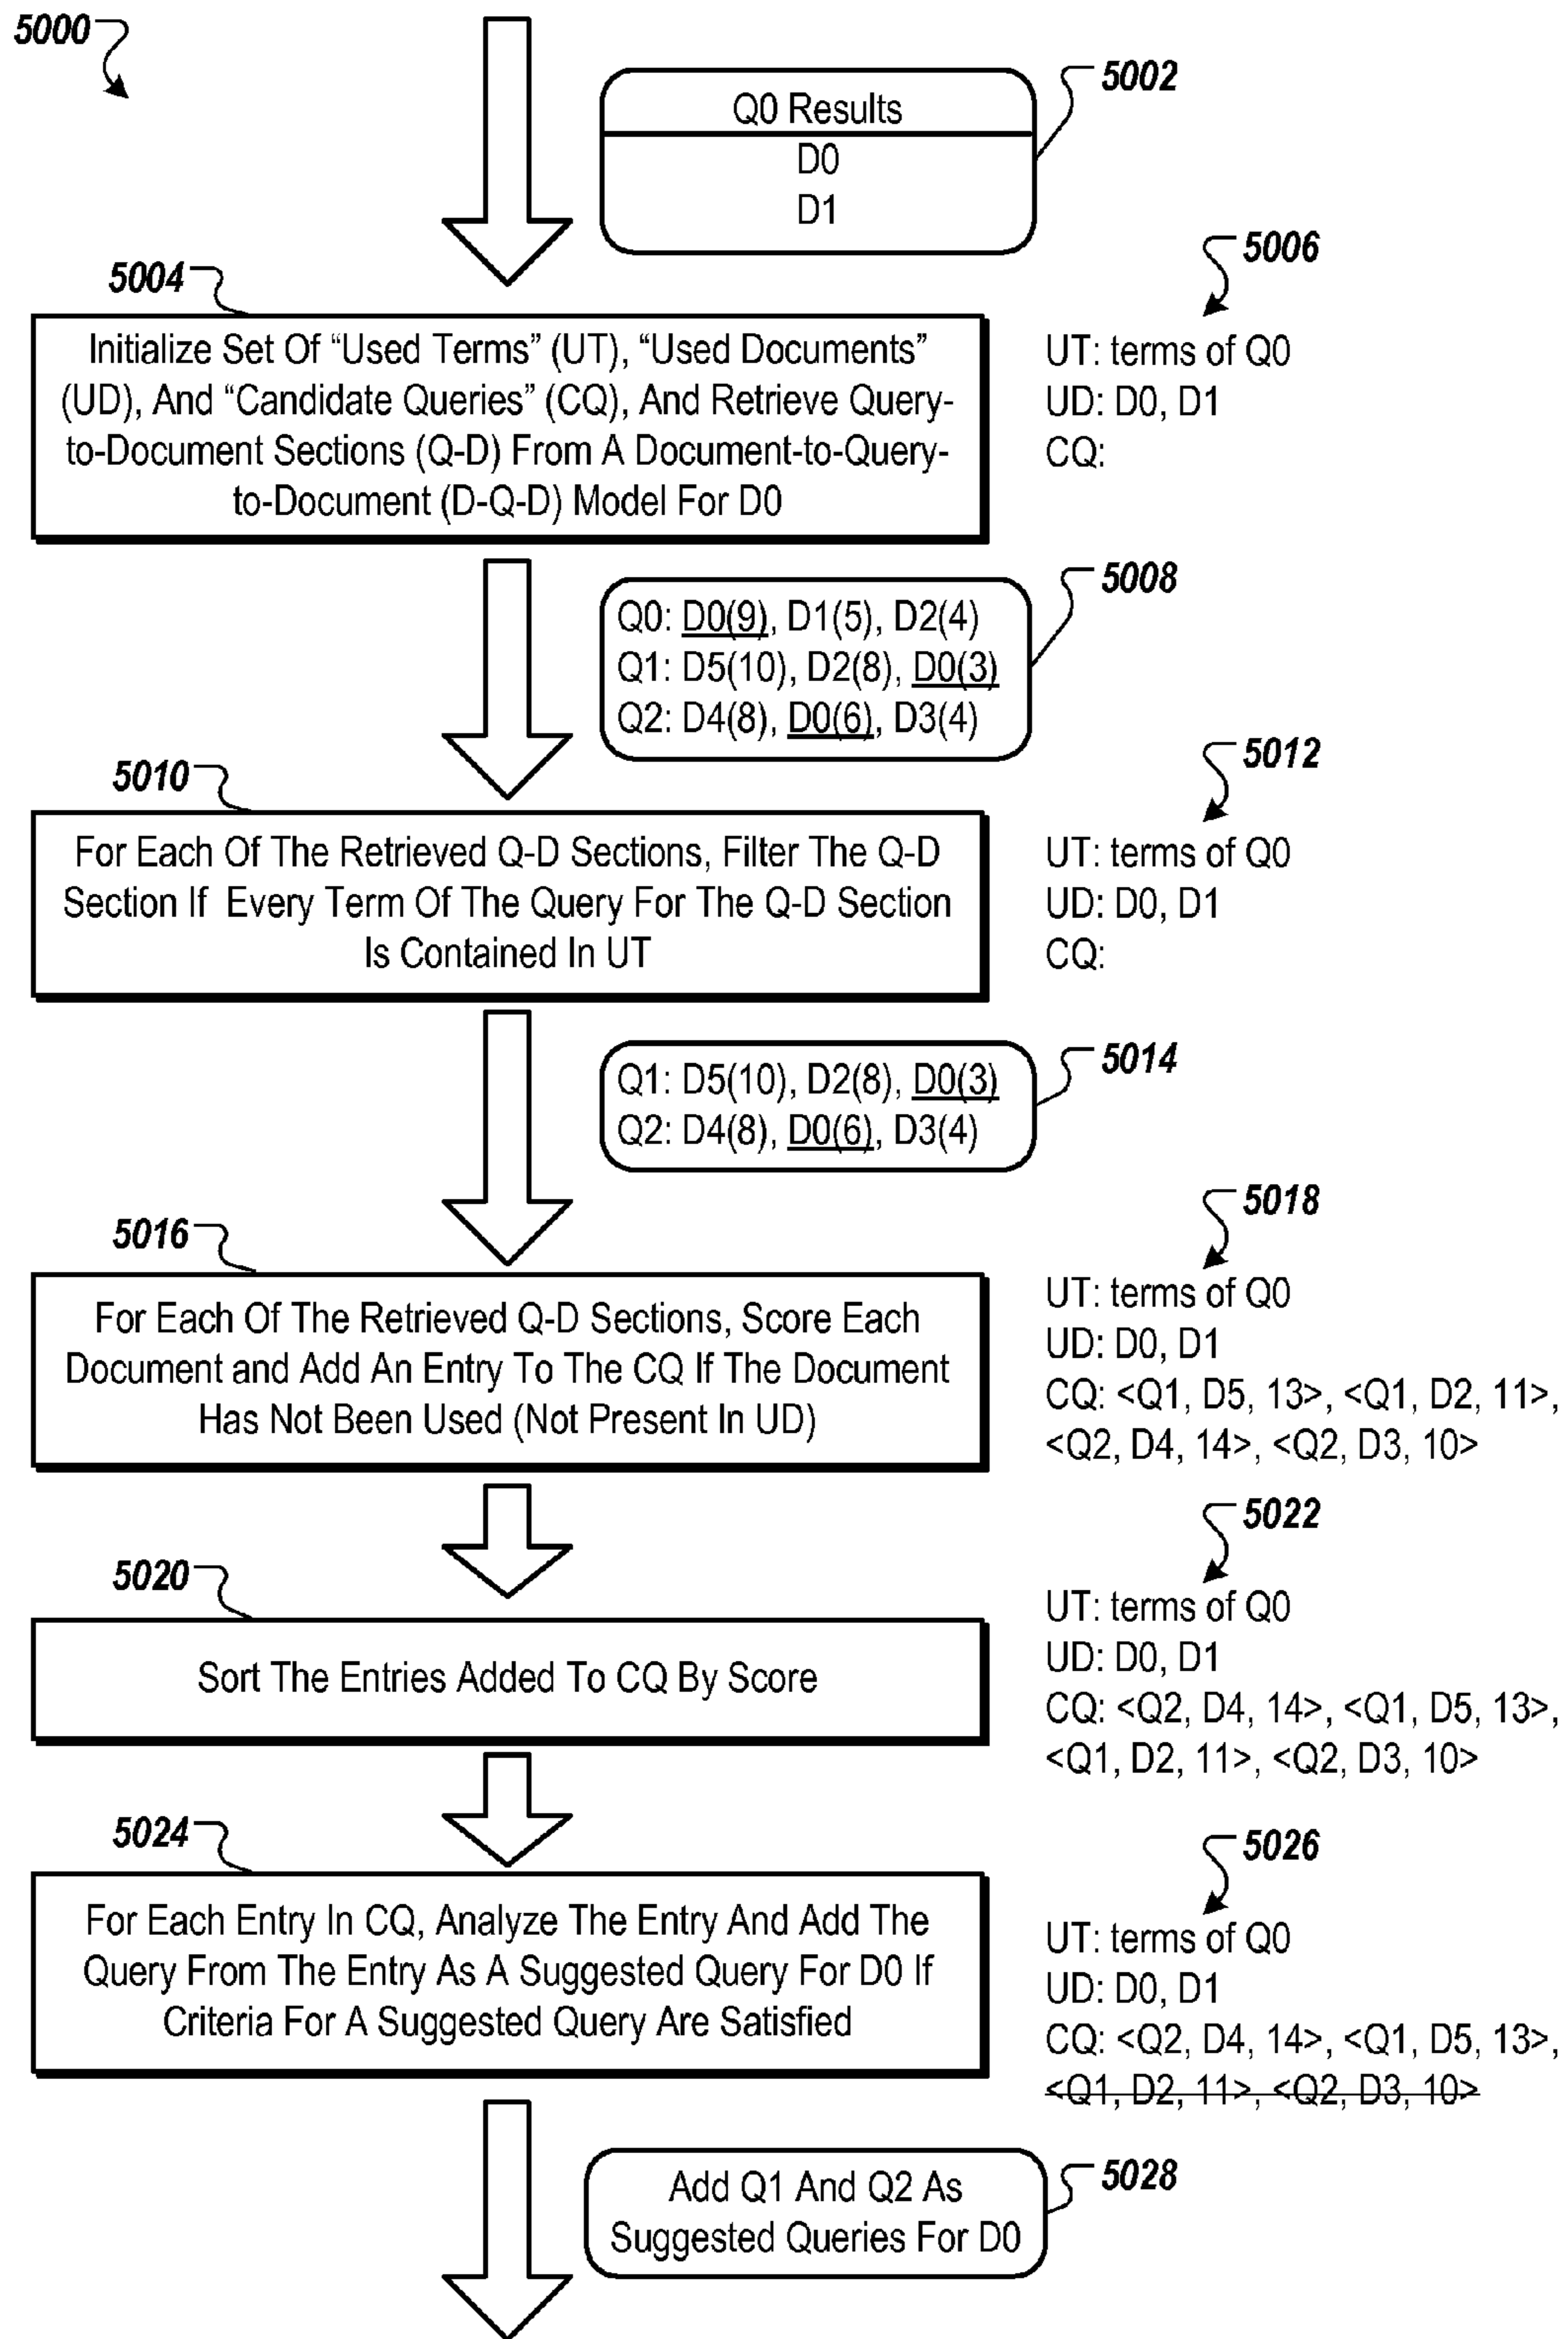 5000
5002
Q0 Results
D0
D1
5004
5006
Initialize Set Of “Used Terms” (UT), “Used Documents”
(UD), And “Candidate Queries” (CQ), And Retrieve Query-
to-Document Sections (Q-D) From A Document-to-Query-
to-Document (D-Q-D) Model For D0
UT: terms of Q0
UD: D0, D1
CQ:
5008
Q0: D0(9), D1(5), D2(4)
Q1: D5(10), D2(8), D0(3)
Q2: D4(8), D0(6), D3(4)
5010
5012
For Each Of The Retrieved Q-D Sections, Filter The Q-D
Section If Every Term Of The Query For The Q-D Section
Is Contained In UT
UT: terms of Q0
UD: D0, D1
CQ:
5014
Q1: D5(10), D2(8), D0(3)
Q2: D4(8), D0(6), D3(4)
5016
5018
For Each Of The Retrieved Q-D Sections, Score Each
Document and Add An Entry To The CQ If The Document
Has Not Been Used (Not Present In UD)
UT: terms of Q0
UD: D0, D1
CQ: <Q1, D5, 13>, <Q1, D2, 11>,
<Q2, D4, 14>, <Q2, D3, 10>
5020
5022
Sort The Entries Added To CQ By Score
UT: terms of Q0
UD: D0, D1
CQ: <Q2, D4, 14>, <Q1, D5, 13>,
<Q1, D2, 11>, <Q2, D3, 10>
5024
5026
For Each Entry In CQ, Analyze The Entry And Add The
Query From The Entry As A Suggested Query For D0 If
Criteria For A Suggested Query Are Satisfied
UT: terms of Q0
UD: D0, D1
CQ: <Q2, D4, 14>, <Q1, D5, 13>,
<Q1, D2, 11>, <Q2, D3, 10>
5028
Add Q1 And Q2 As
Suggested Queries For D0